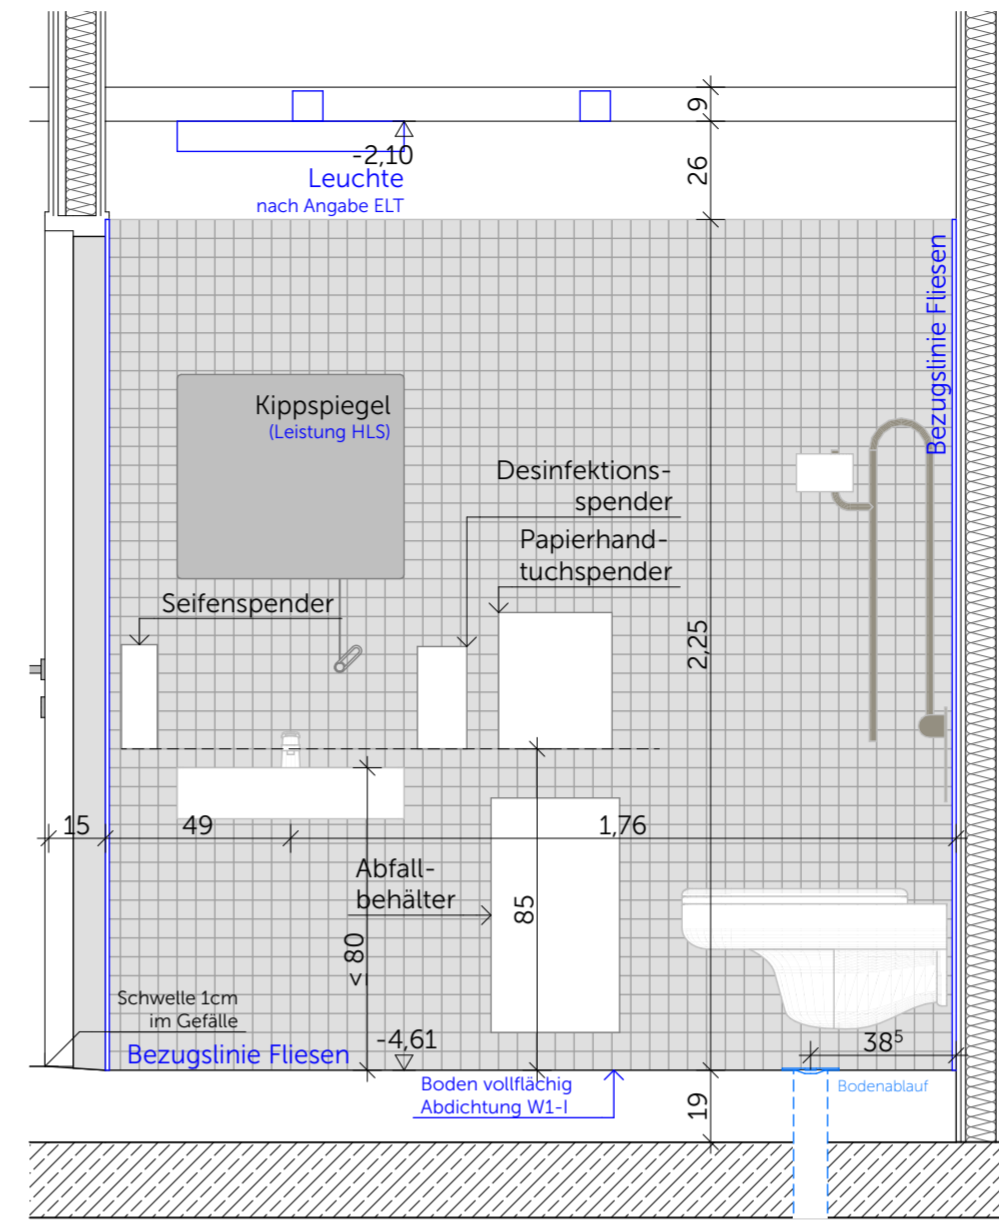 9
-2,10
26
Leuchte
nach Angabe ELT
Bezugslinie Fliesen
Kippspiegel
(Leistung HLS)
Desinfektions-
spender
Papierhand-
tuchspender
Seifenspender
2,25
15
49
1,76
Abfall-
behälter
85
≤ 80
Schwelle 1cm
im Gefälle
-4,61
38⁵
Bezugslinie Fliesen
Boden vollflächig
Abdichtung W1-I
Bodenablauf
19